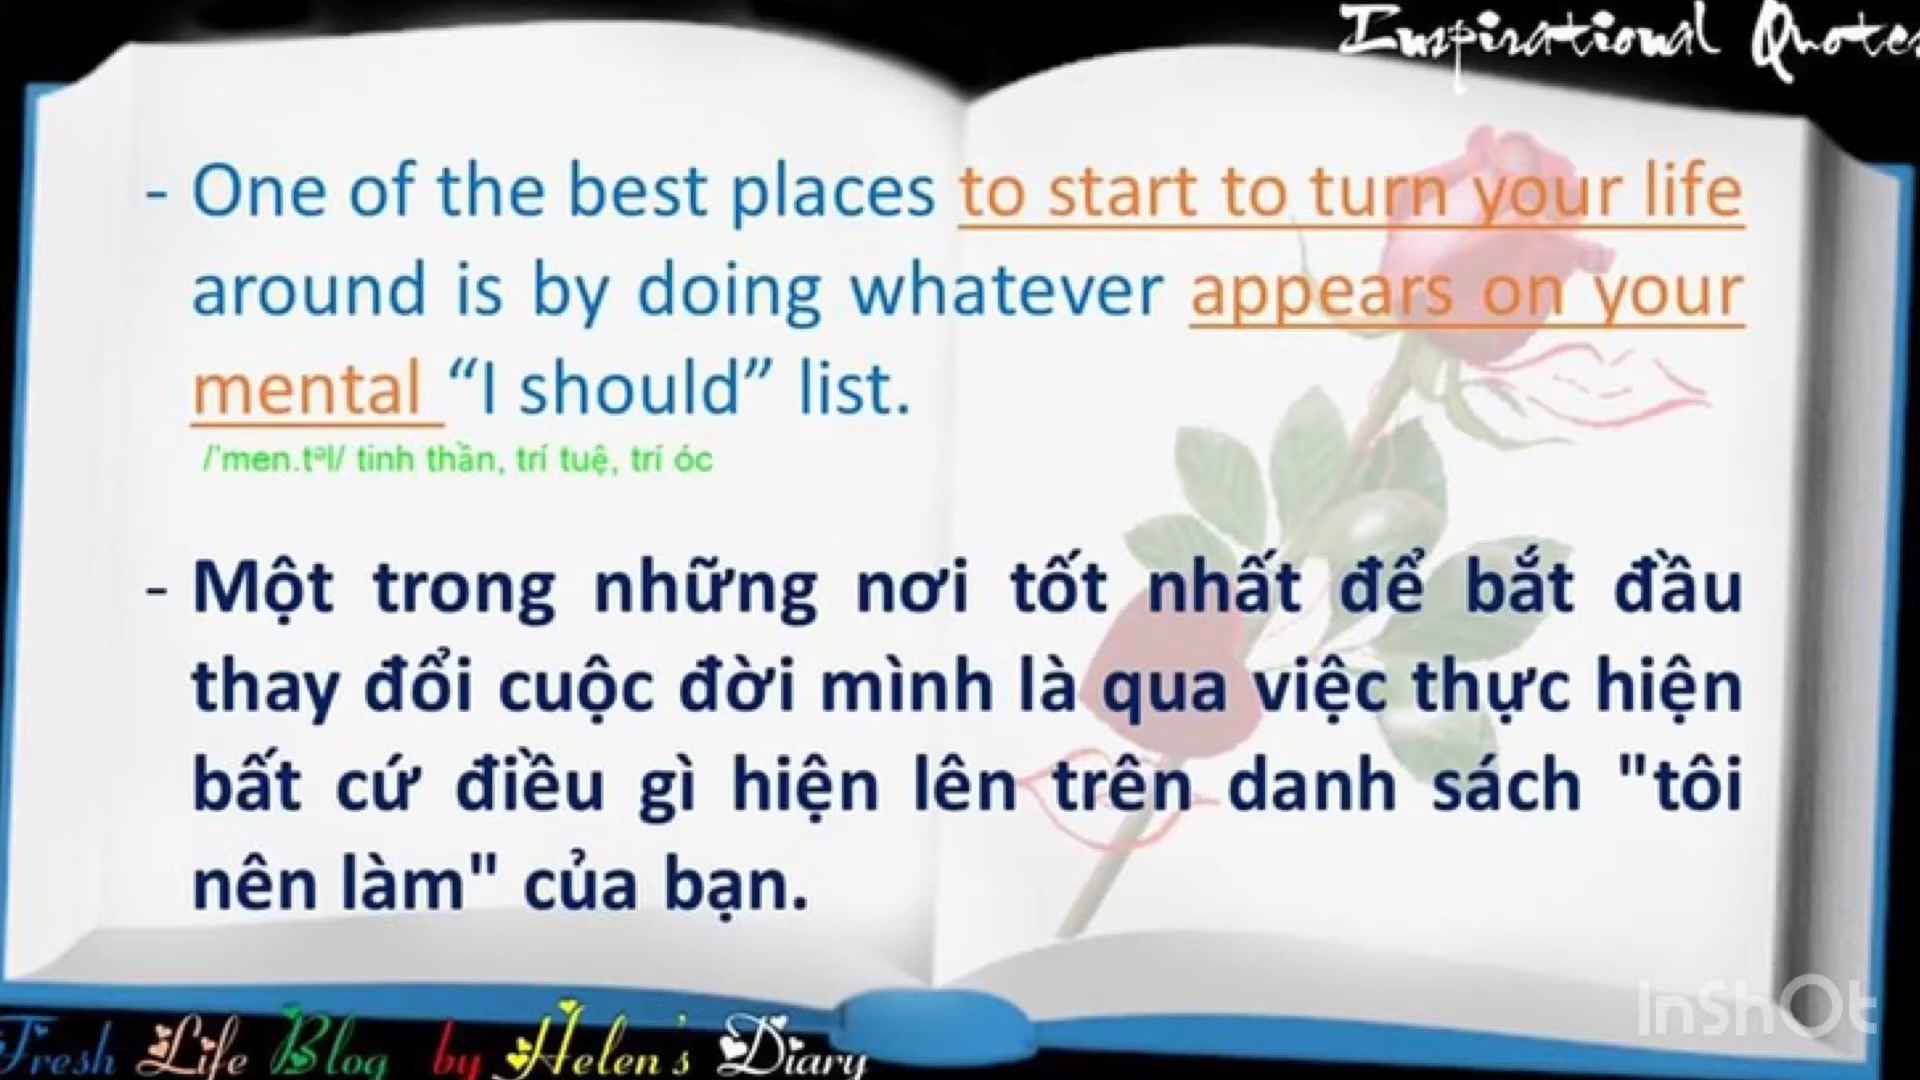 Inspirational Quotes
- One of the best places to start to turn your life
around is by doing whatever appears on your
mental “I should” list.
/'men.təl/ tinh thần, trí tuệ, trí óc
- Một trong những nơi tốt nhất để bắt đầu
thay đổi cuộc đời mình là qua việc thực hiện
bất cứ điều gì hiện lên trên danh sách "tôi
nên làm" của bạn.
InShOt
Fresh Life Blog by Helen's Diary